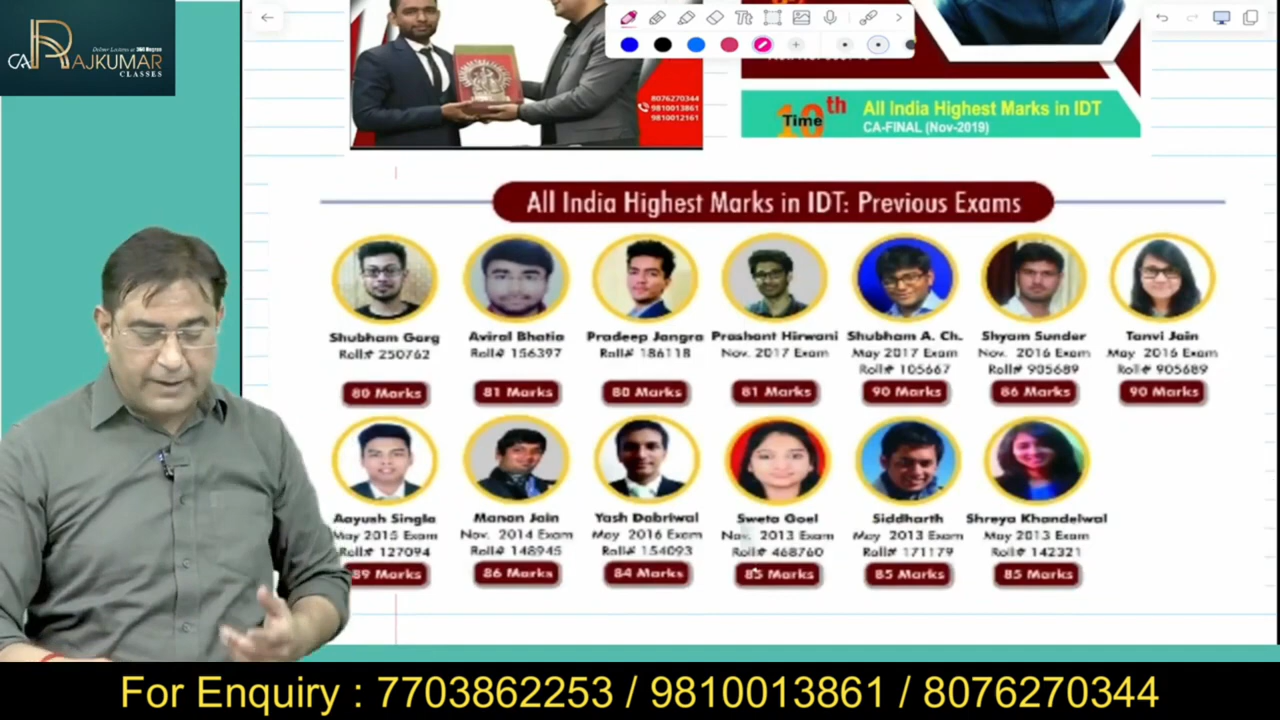 Deliver Lectures at 360 Degree
CA RAJKUMAR
CLASSES
Tt
8076270344
9810013861
9810012161
10th Time
All India Highest Marks in IDT
CA-FINAL (Nov-2019)
All India Highest Marks in IDT: Previous Exams
Shubham Garg Aviral Bhatia Pradeep Jangra Prashant Hirwani Shubham A. Ch. Shyam Sunder Tanvi Jain
Roll# 250762 Roll# 156397 Roll# 186118 Nov. 2017 Exam May 2017 Exam Nov. 2016 Exam May 2016 Exam
Roll# 105667 Roll# 905689 Roll# 905689
80 Marks 81 Marks 80 Marks 81 Marks 90 Marks 86 Marks 90 Marks
Aayush Singla Manan Jain Yash Dabriwal Sweta Goel Siddharth Shreya Khandelwal
May 2015 Exam Nov. 2014 Exam May 2016 Exam Nov. 2013 Exam May 2013 Exam May 2013 Exam
Roll# 127094 Roll# 148945 Roll# 154093 Roll# 468760 Roll# 171179 Roll# 142321
89 Marks 86 Marks 84 Marks 85 Marks 85 Marks 85 Marks
For Enquiry : 7703862253 / 9810013861 / 8076270344